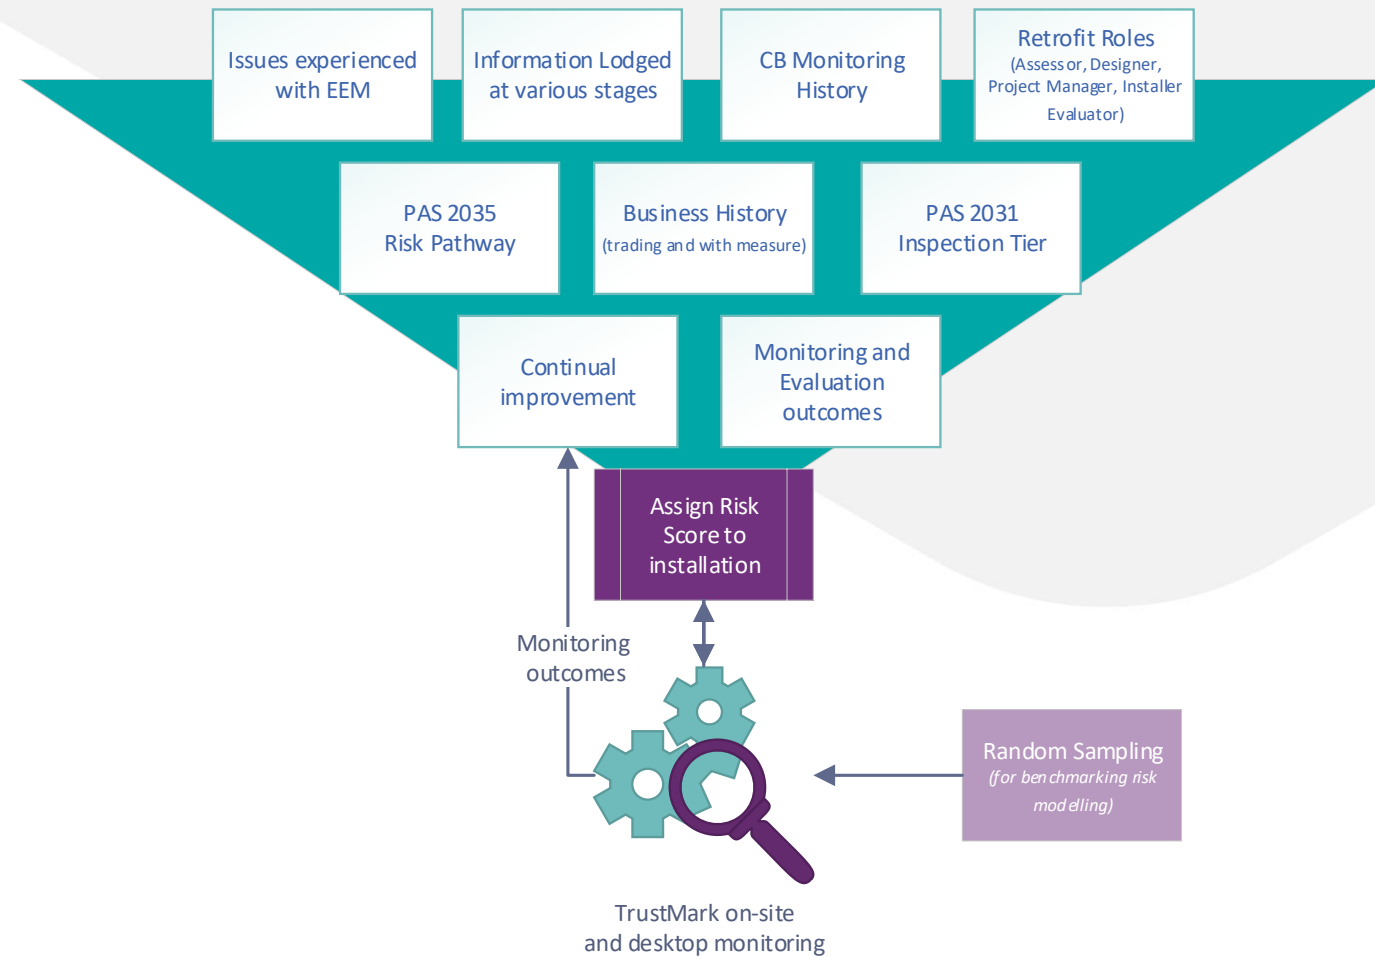 Issues experienced
with EEM
Information Lodged
at various stages
CB Monitoring
History
Retrofit Roles
(Assessor, Designer,
Project Manager, Installer
Evaluator)
PAS 2035
Risk Pathway
Business History
(trading and with measure)
PAS 2031
Inspection Tier
Continual
improvement
Monitoring and
Evaluation
outcomes
Assign Risk
Score to
installation
Monitoring
outcomes
Random Sampling
(for benchmarking risk
modelling)
TrustMark on-site
and desktop monitoring